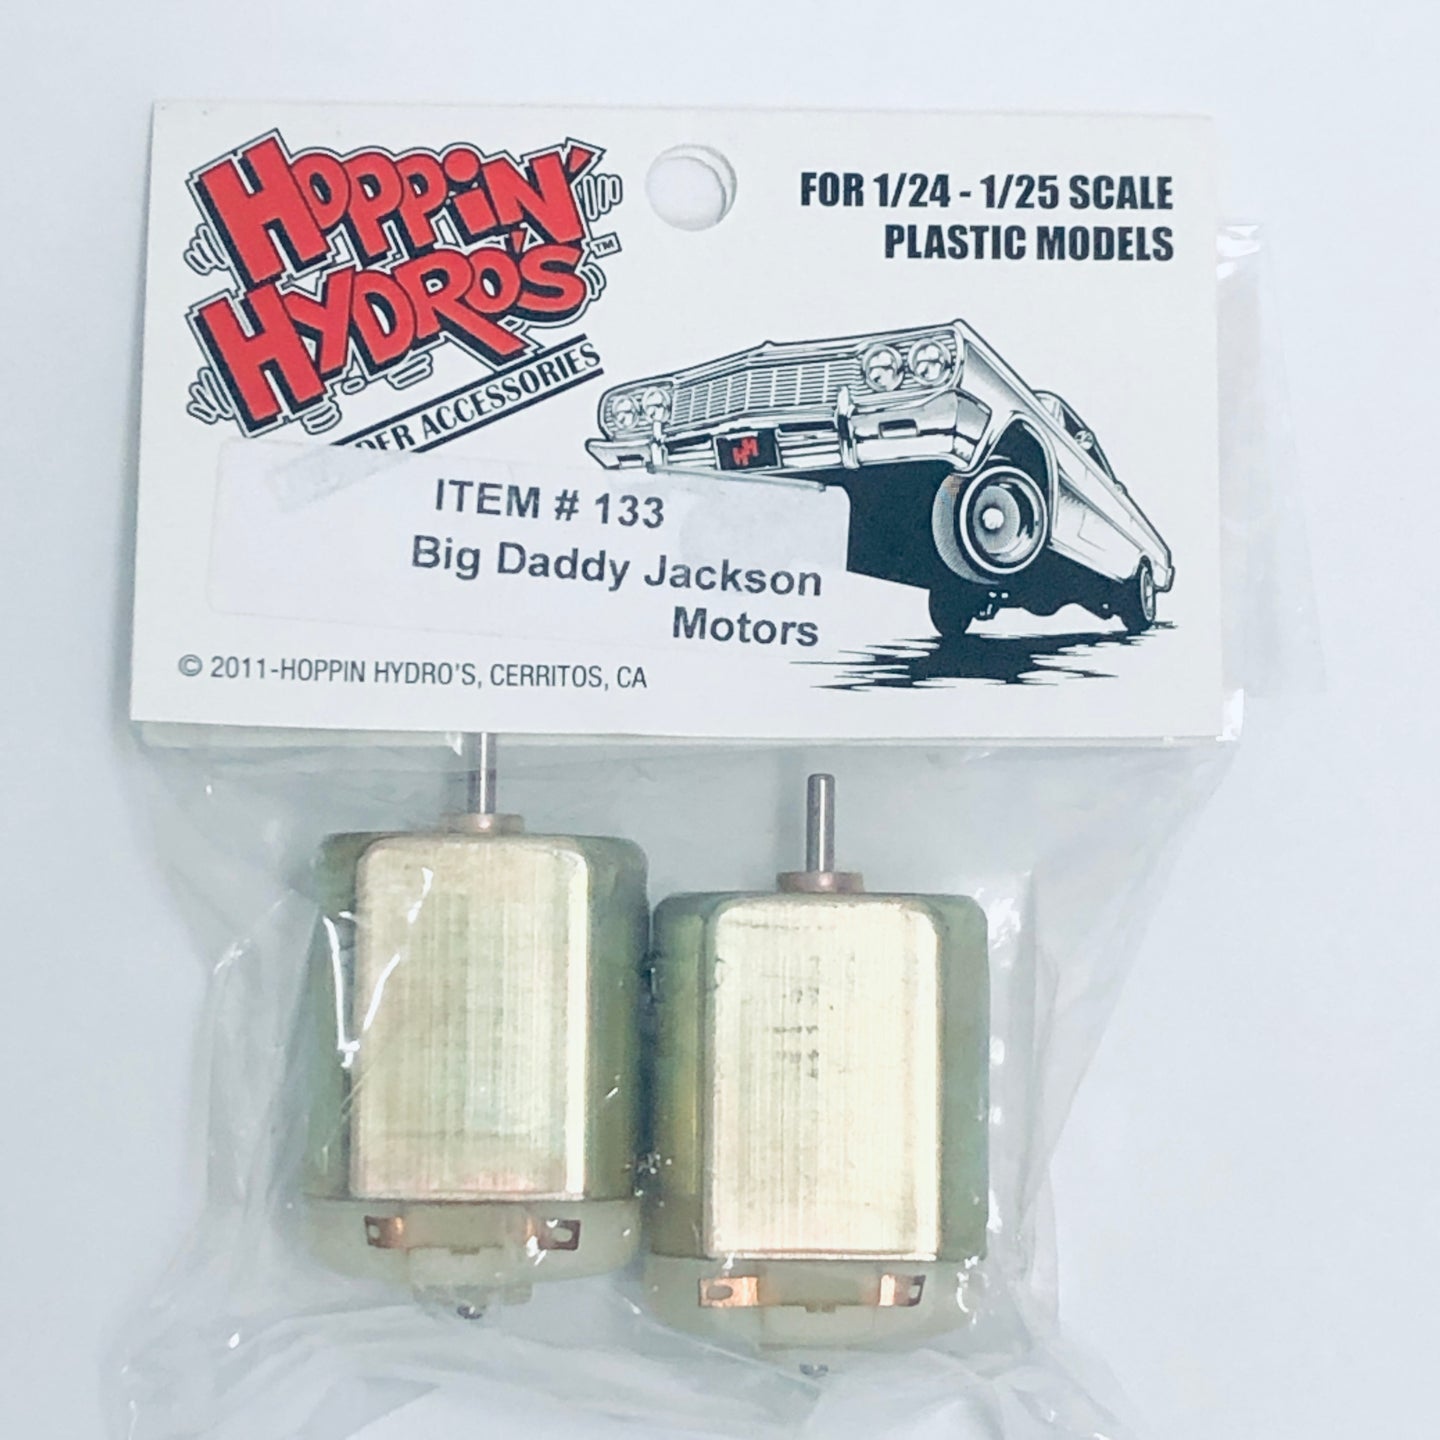 HOPPIN'
HYDRO'S
TM
ACCESSORIES
FOR 1/24 - 1/25 SCALE
PLASTIC MODELS
HH
ITEM # 133
Big Daddy Jackson
Motors
© 2011-HOPPIN HYDRO'S, CERRITOS, CA